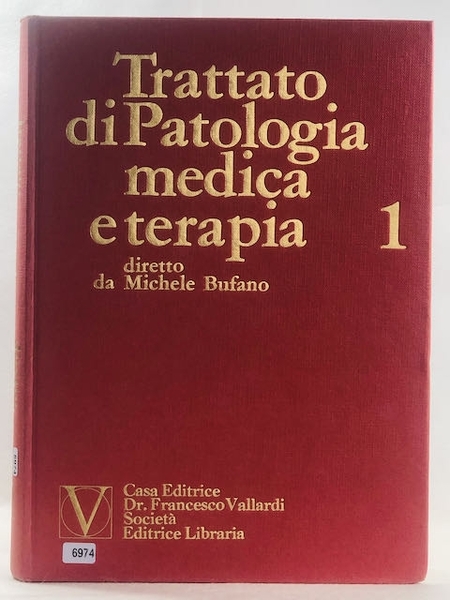 Trattato
di Patologia
medica
e terapia 1
diretto
da Michele Bufano
Casa Editrice
Dr. Francesco Vallardi
Società
Editrice Libraria
V
6974
6974